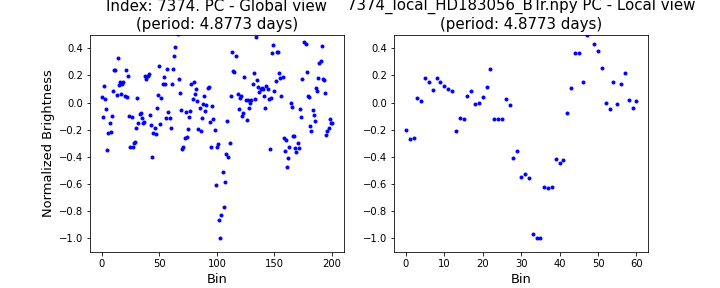 Index: 7374. PC - Global view
(period: 4.8773 days)
7374_local_HD183056_BTr.npy PC - Local view
(period: 4.8773 days)
Normalized Brightness
0.4
0.2
0.0
−0.2
−0.4
−0.6
−0.8
−1.0
0 50 100 150 200
Bin
0.4
0.2
0.0
−0.2
−0.4
−0.6
−0.8
−1.0
0 10 20 30 40 50 60
Bin